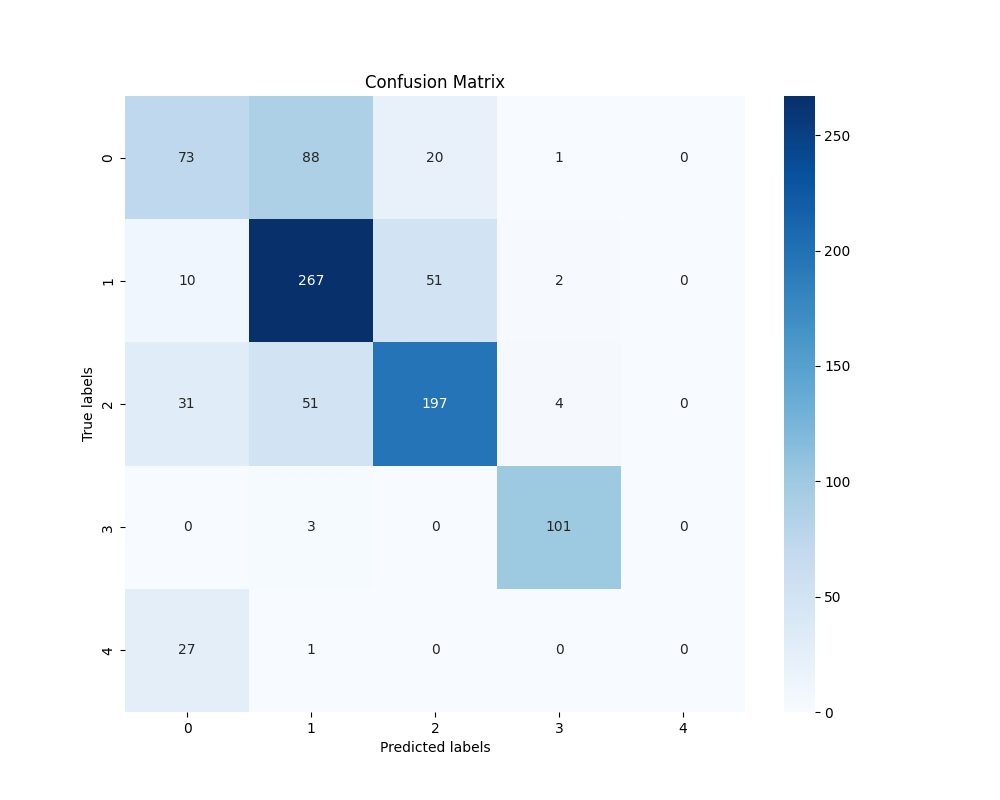 Confusion Matrix
True labels
0 73 88 20 1 0
1 10 267 51 2 0
2 31 51 197 4 0
3 0 3 0 101 0
4 27 1 0 0 0
0 1 2 3 4
Predicted labels
250
200
150
100
50
0